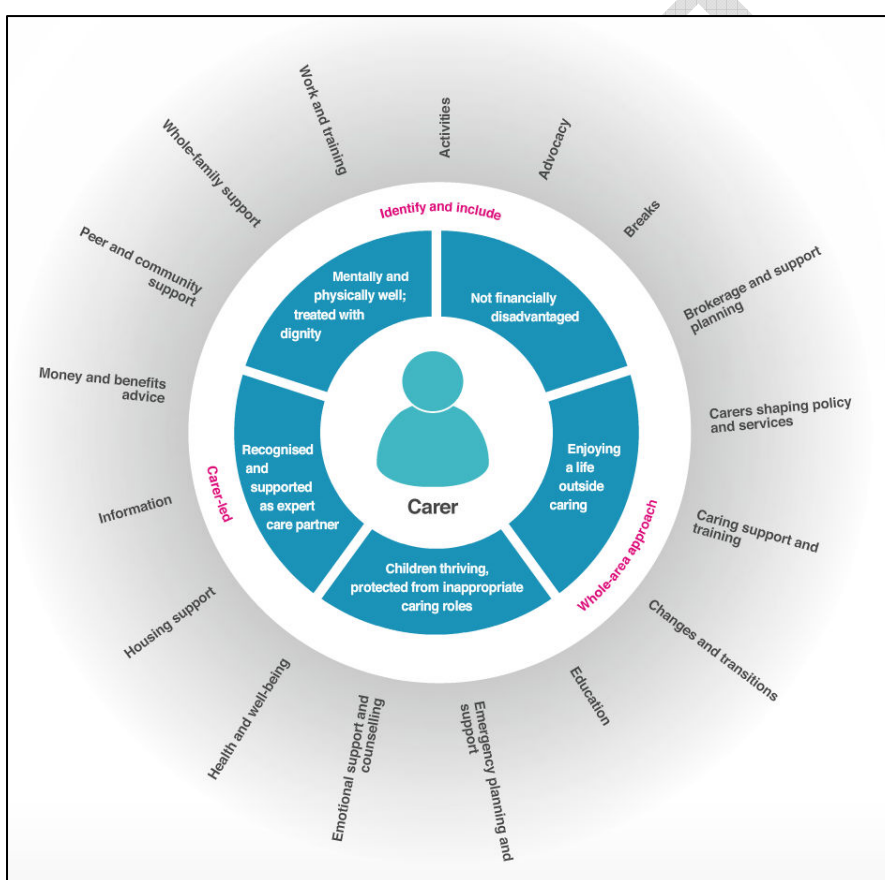 Activities
Advocacy
Breaks
Brokerage and support
planning
Carers shaping policy
and services
Caring support and
training
Changes and transitions
Education
Emergency planning and
support
Emotional support and
counselling
Health and well-being
Housing support
Information
Money and benefits
advice
Peer and community
support
Whole-family support
Work and training
Identify and include
Whole-area approach
Carer-led
Mentally and
physically well;
treated with
dignity
Not financially
disadvantaged
Enjoying
a life
outside
caring
Children thriving,
protected from inappropriate
caring roles
Recognised
and
supported
as expert
care partner
Carer